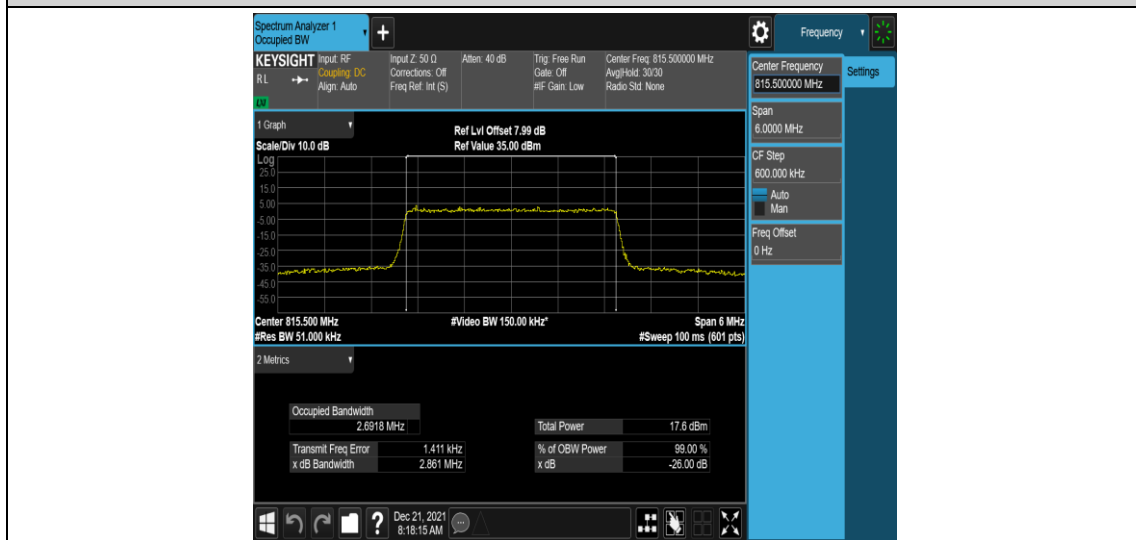 Spectrum Analyzer 1
Occupied BW
Frequency
KEYSIGHT
RL
LXI
Input: RF
Coupling: DC
Align: Auto
Input Z: 50 Ω
Corrections: Off
Freq Ref: Int (S)
Atten: 40 dB
Trig: Free Run
Gate: Off
#IF Gain: Low
Center Freq: 815.500000 MHz
Avg|Hold: 30/30
Radio Std: None
Center Frequency
815.500000 MHz
Settings
Span
6.0000 MHz
CF Step
600.000 kHz
Auto
Man
Freq Offset
0 Hz
1 Graph
Scale/Div 10.0 dB
Ref Lvl Offset 7.99 dB
Ref Value 35.00 dBm
Log
25.0
15.0
5.00
-5.00
-15.0
-25.0
-35.0
-45.0
-55.0
Center 815.500 MHz
#Video BW 150.00 kHz*
Span 6 MHz
#Res BW 51.000 kHz
#Sweep 100 ms (601 pts)
2 Metrics
Occupied Bandwidth
2.6918 MHz
Total Power 17.6 dBm
Transmit Freq Error 1.411 kHz
% of OBW Power 99.00 %
x dB Bandwidth 2.861 MHz
x dB -26.00 dB
?
Dec 21, 2021
8:18:15 AM